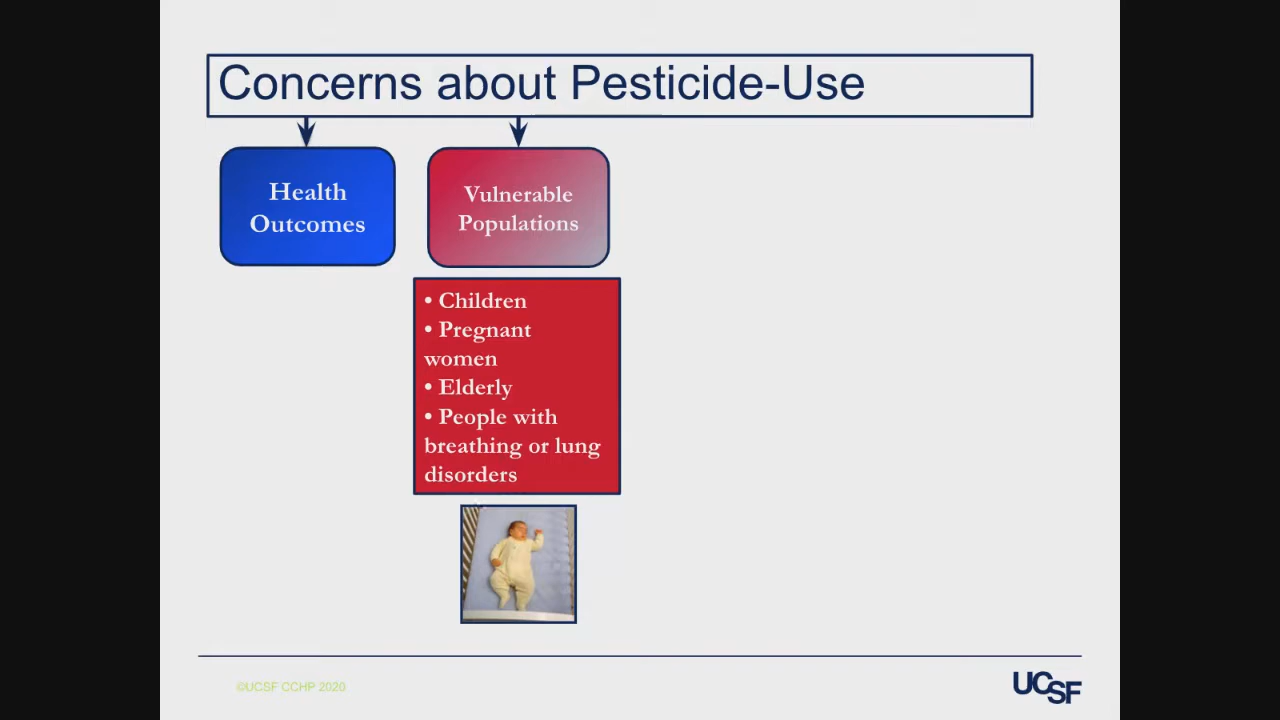 Concerns about Pesticide-Use
Health
Outcomes
Vulnerable
Populations
• Children
• Pregnant
women
• Elderly
• People with
breathing or lung
disorders
©UCSF CCHP 2020
UCSF